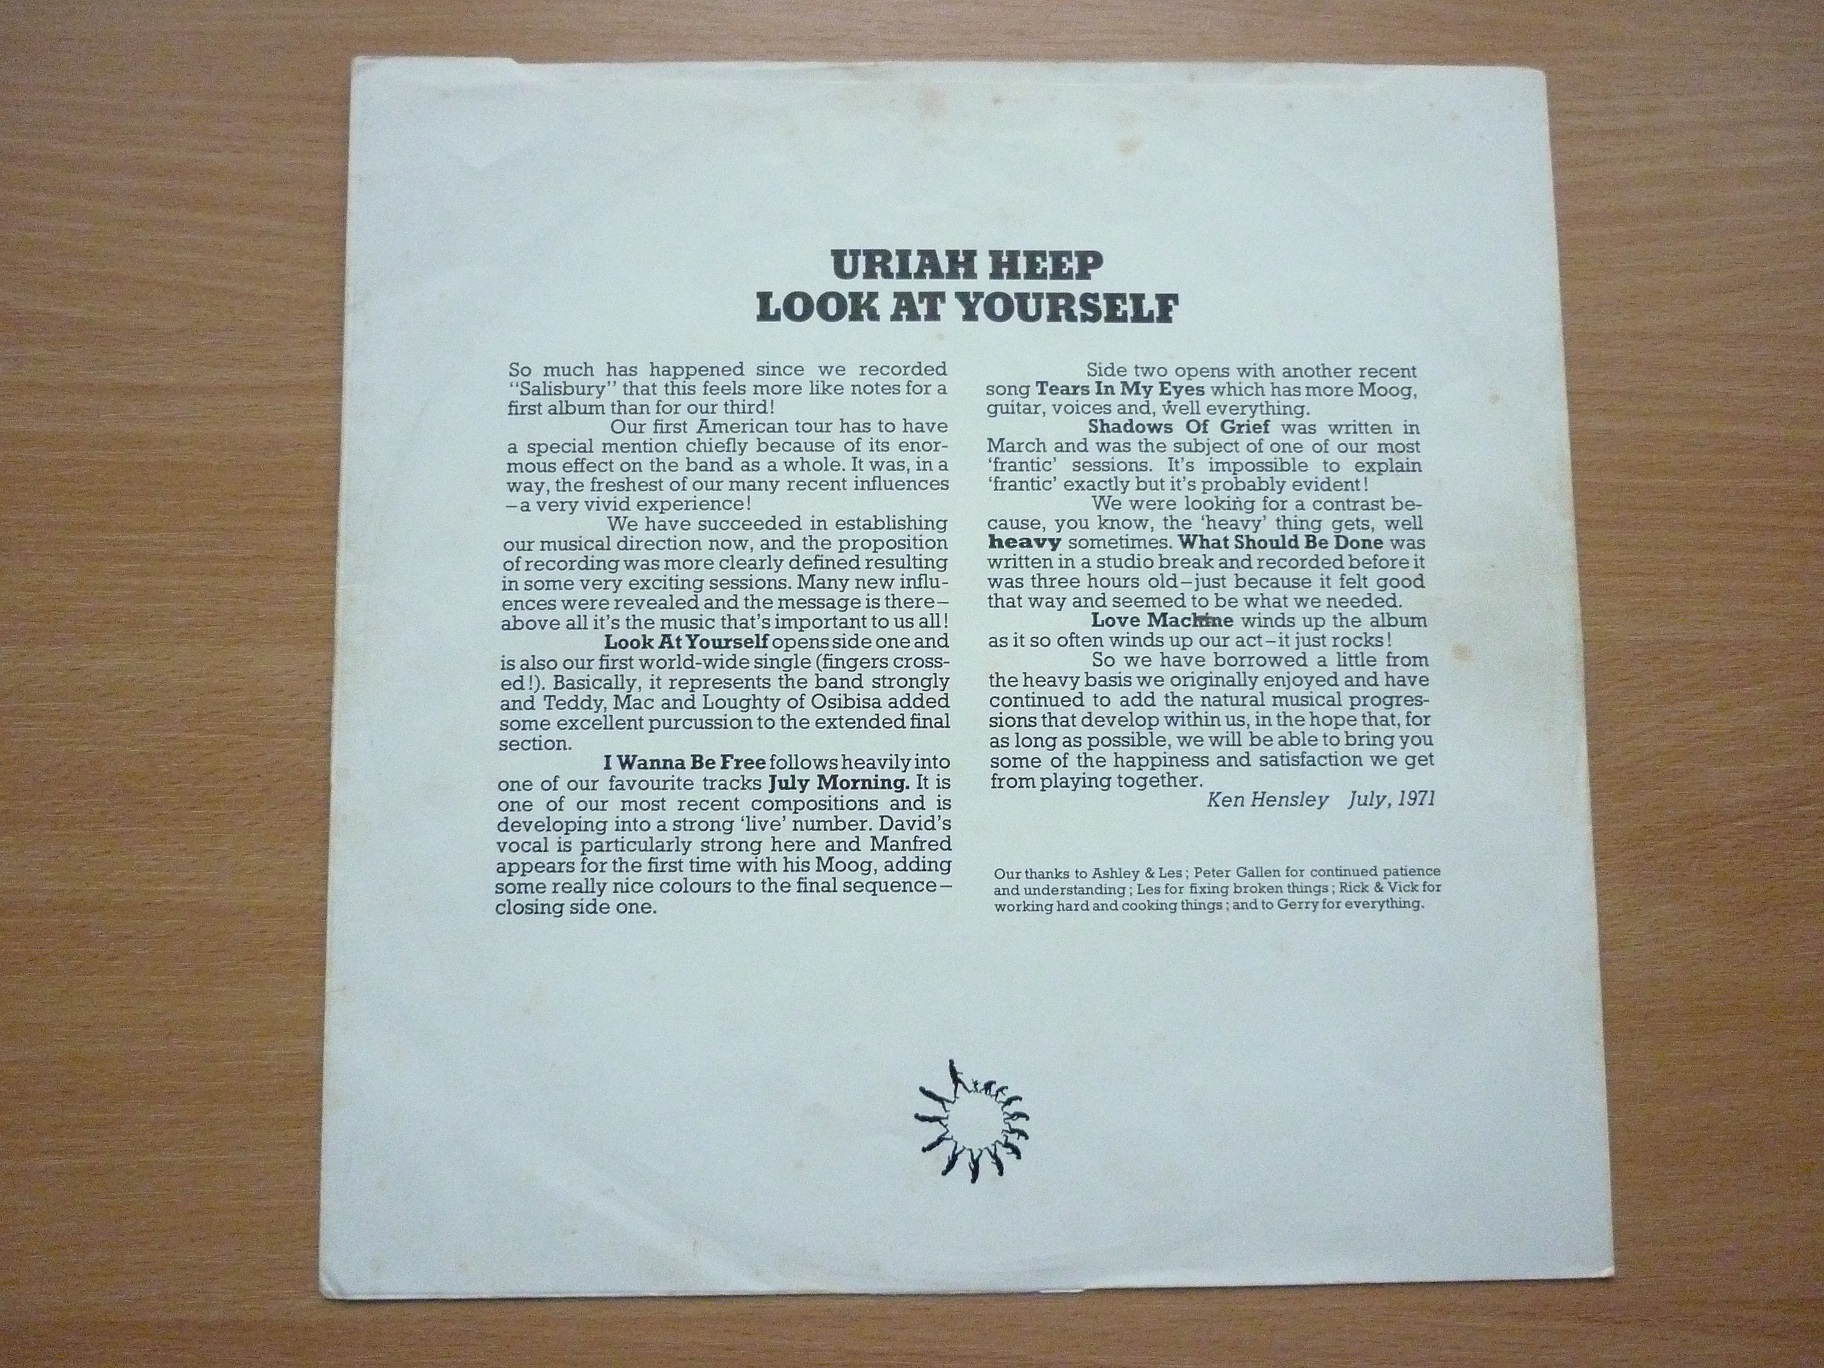 URIAH HEEP
LOOK AT YOURSELF
So much has happened since we recorded
“Salisbury” that this feels more like notes for a
first album than for our third!
Our first American tour has to have
a special mention chiefly because of its enor-
mous effect on the band as a whole. It was, in a
way, the freshest of our many recent influences
–a very vivid experience!
We have succeeded in establishing
our musical direction now, and the proposition
of recording was more clearly defined resulting
in some very exciting sessions. Many new influ-
ences were revealed and the message is there–
above all it's the music that's important to us all!
Look At Yourself opens side one and
is also our first world-wide single (fingers cross-
ed!). Basically, it represents the band strongly
and Teddy, Mac and Loughty of Osibisa added
some excellent purcussion to the extended final
section.
I Wanna Be Free follows heavily into
one of our favourite tracks July Morning. It is
one of our most recent compositions and is
developing into a strong ‘live’ number. David's
vocal is particularly strong here and Manfred
appears for the first time with his Moog, adding
some really nice colours to the final sequence–
closing side one.
Side two opens with another recent
song Tears In My Eyes which has more Moog,
guitar, voices and, well everything.
Shadows Of Grief was written in
March and was the subject of one of our most
‘frantic’ sessions. It's impossible to explain
‘frantic’ exactly but it's probably evident!
We were looking for a contrast be-
cause, you know, the ‘heavy’ thing gets, well
heavy sometimes. What Should Be Done was
written in a studio break and recorded before it
was three hours old–just because it felt good
that way and seemed to be what we needed.
Love Machine winds up the album
as it so often winds up our act–it just rocks!
So we have borrowed a little from
the heavy basis we originally enjoyed and have
continued to add the natural musical progres-
sions that develop within us, in the hope that, for
as long as possible, we will be able to bring you
some of the happiness and satisfaction we get
from playing together.
Ken Hensley July, 1971
Our thanks to Ashley & Les; Peter Gallen for continued patience
and understanding; Les for fixing broken things; Rick & Vick for
working hard and cooking things; and to Gerry for everything.